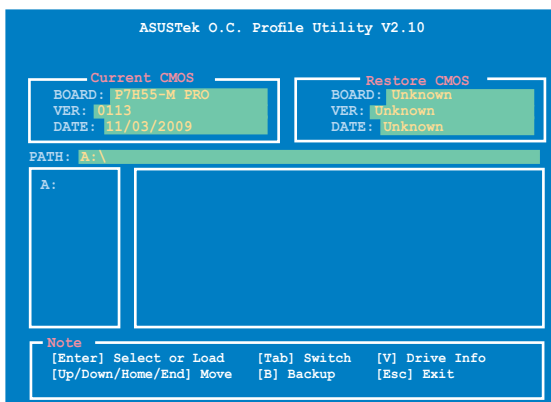 ASUSTek O.C. Profile Utility V2.10
Current CMOS
BOARD: P7H55-M PRO
VER: 0113
DATE: 11/03/2009
Restore CMOS
BOARD: Unknown
VER: Unknown
DATE: Unknown
PATH: A:\
A:
Note
[Enter] Select or Load [Tab] Switch [V] Drive Info
[Up/Down/Home/End] Move [B] Backup [Esc] Exit